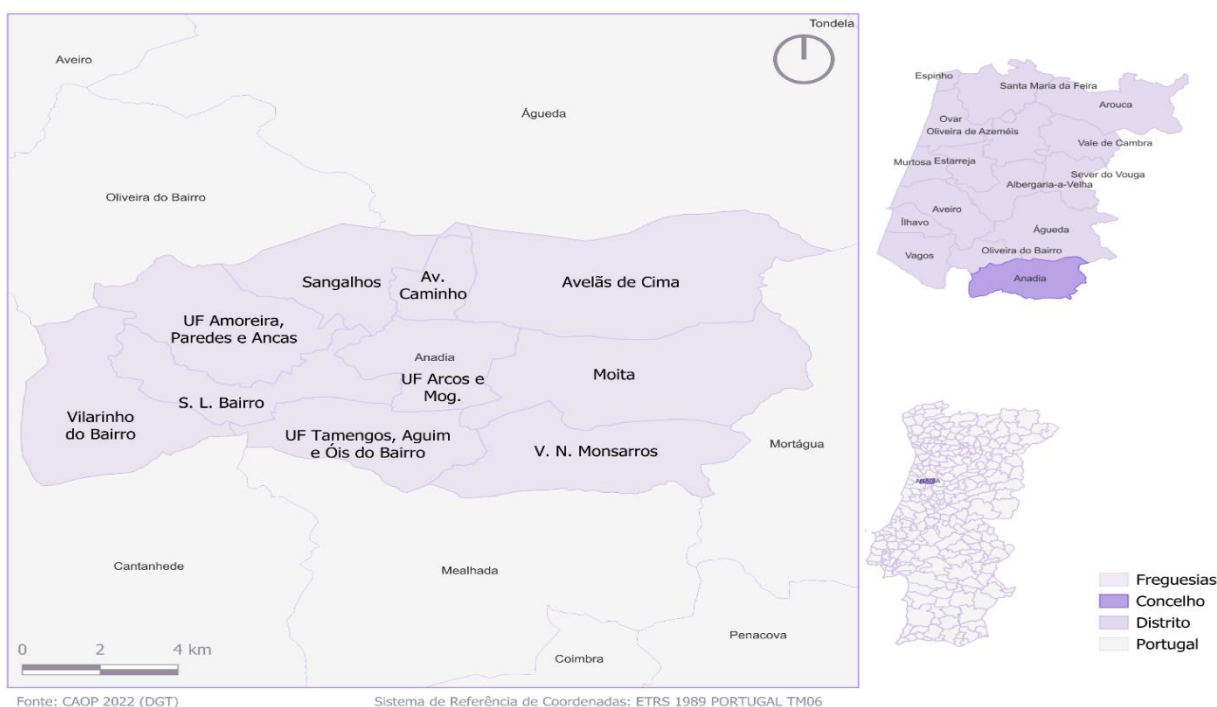 Tondela
Aveiro
Águeda
Oliveira do Bairro
Sangalhos
Av.
Caminho
Avelãs de Cima
UF Amoreira,
Paredes e Ancas
Anadia
UF Arcos e
Mog.
Moita
S. L. Bairro
Vilarinho
do Bairro
UF Tamengos, Aguim
e Óis do Bairro
V. N. Monsarros
Mortágua
Cantanhede
Mealhada
Penacova
Coimbra
0 2 4 km
Fonte: CAOP 2022 (DGT)
Sistema de Referência de Coordenadas: ETRS 1989 PORTUGAL TM06
Espinho
Santa Maria da Feira
Arouca
Ovar
Oliveira de Azeméis
Vale de Cambra
Murtosa
Estarreja
Sever do Vouga
Albergaria-a-Velha
Aveiro
Ílhavo
Águeda
Oliveira do Bairro
Vagos
Anadia
Freguesias
Concelho
Distrito
Portugal